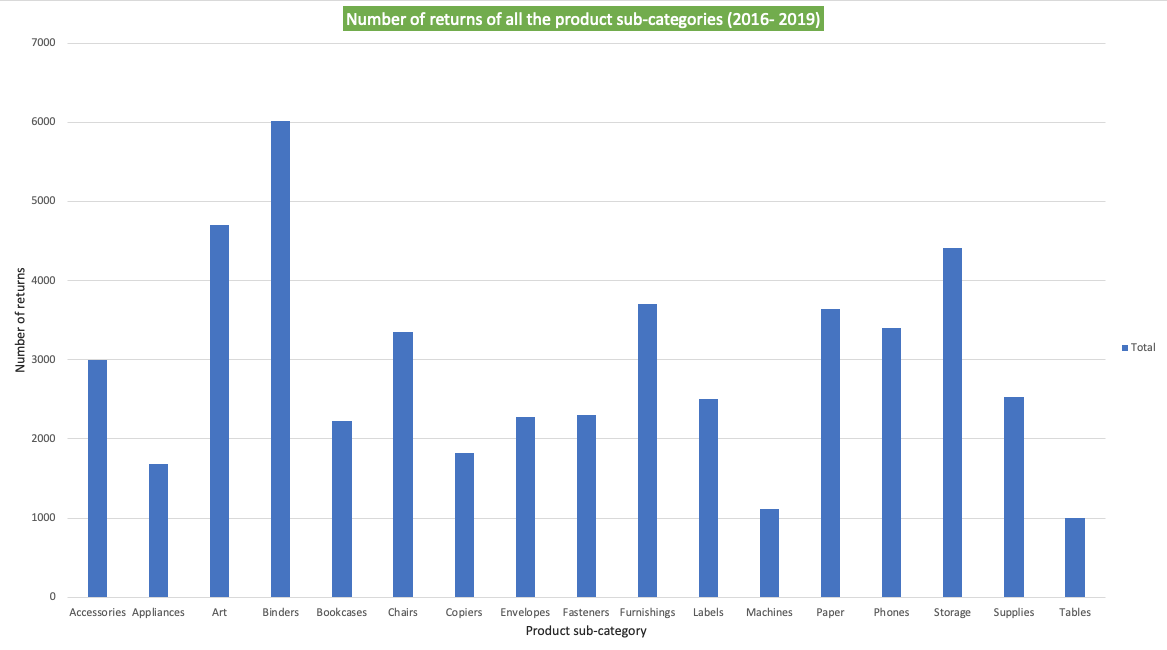 Number of returns of all the product sub-categories (2016- 2019)
7000
6000
5000
4000
3000
2000
1000
0
Number of returns
Accessories Appliances Art Binders Bookcases Chairs Copiers Envelopes Fasteners Furnishings Labels Machines Paper Phones Storage Supplies Tables
Product sub-category
Total